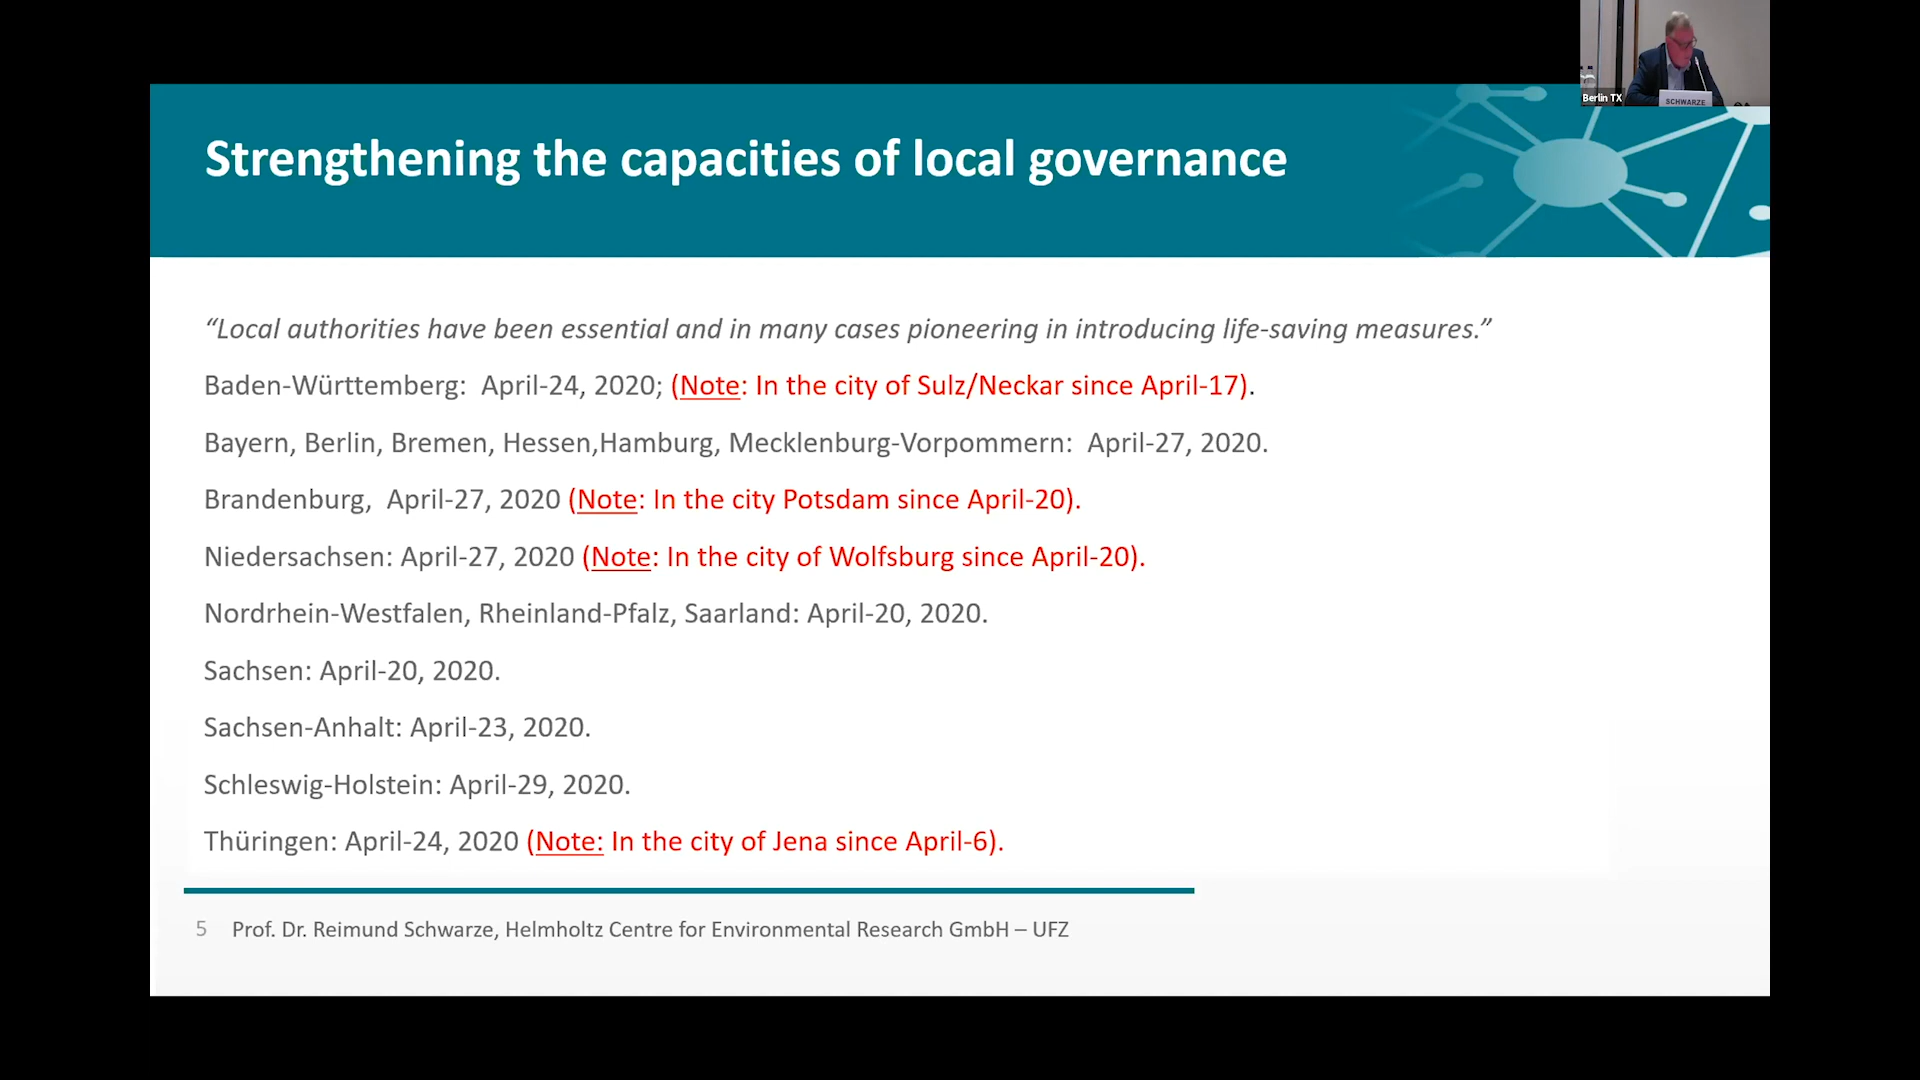 Berlin TX
SCHWARZE
Strengthening the capacities of local governance
“Local authorities have been essential and in many cases pioneering in introducing life-saving measures.”
Baden-Württemberg:  April-24, 2020; (Note: In the city of Sulz/Neckar since April-17).
Bayern, Berlin, Bremen, Hessen,Hamburg, Mecklenburg-Vorpommern:  April-27, 2020.
Brandenburg,  April-27, 2020 (Note: In the city Potsdam since April-20).
Niedersachsen: April-27, 2020 (Note: In the city of Wolfsburg since April-20).
Nordrhein-Westfalen, Rheinland-Pfalz, Saarland: April-20, 2020.
Sachsen: April-20, 2020.
Sachsen-Anhalt: April-23, 2020.
Schleswig-Holstein: April-29, 2020.
Thüringen: April-24, 2020 (Note: In the city of Jena since April-6).
5 Prof. Dr. Reimund Schwarze, Helmholtz Centre for Environmental Research GmbH – UFZ